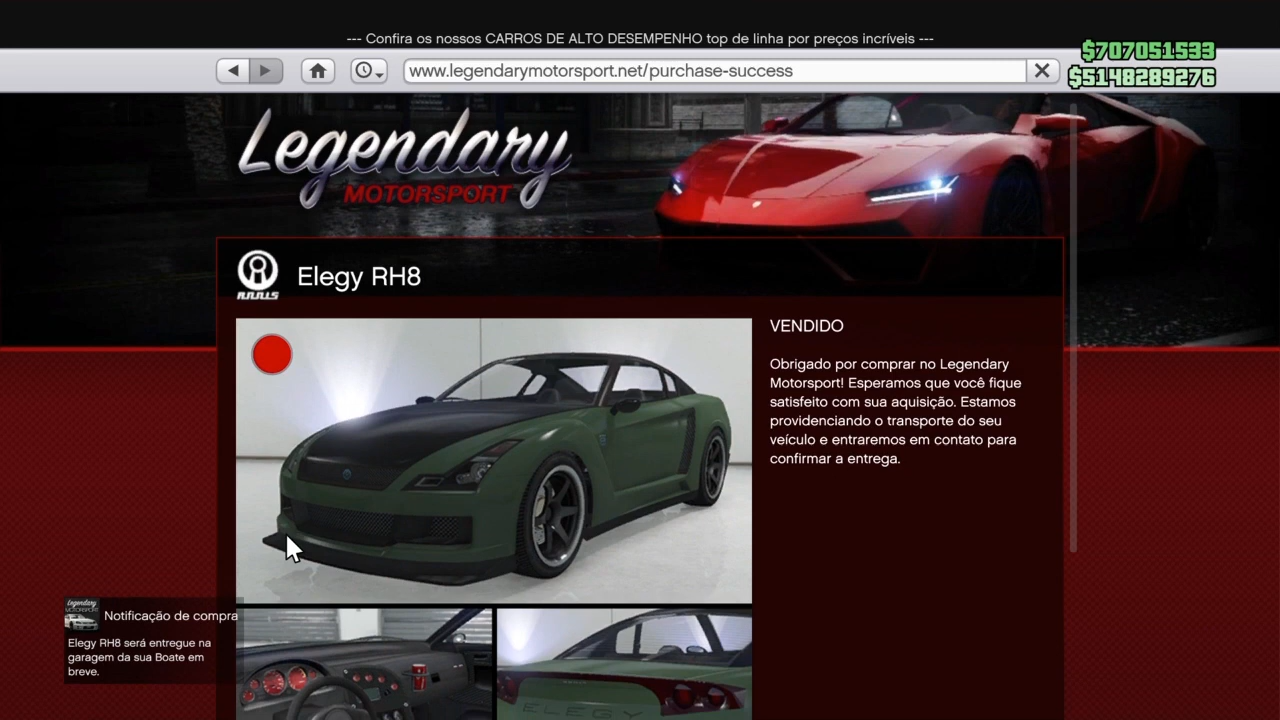 --- Confira os nossos CARROS DE ALTO DESEMPENHO top de linha por preços incríveis ---
$707051533
www.legendarymotorsport.net/purchase-success
$5148289276
Legendary
MOTORSPORT
Elegy RH8
VENDIDO
Obrigado por comprar no Legendary
Motorsport! Esperamos que você fique
satisfeito com sua aquisição. Estamos
providenciando o transporte do seu
veículo e entraremos em contato para
confirmar a entrega.
Legendary
MOTORSPORT
Notificação de compra
Elegy RH8 será entregue na
garagem da sua Boate em
breve.
ELEGY